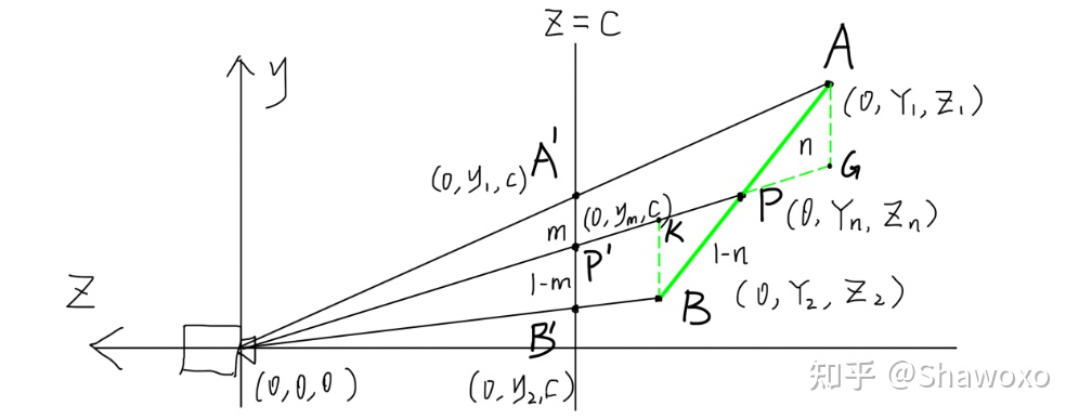 Z = C
y
A
(0, Y1, Z1)
A'
n
G
(0, y1, c)
(0, ym, c)
K
P (0, Yn, Zn)
m
P'
1-n
Z
1-m
B
(0, Y2, Z2)
B'
(0,0,0)
(0, y2, c)
知乎 @Shawoxo